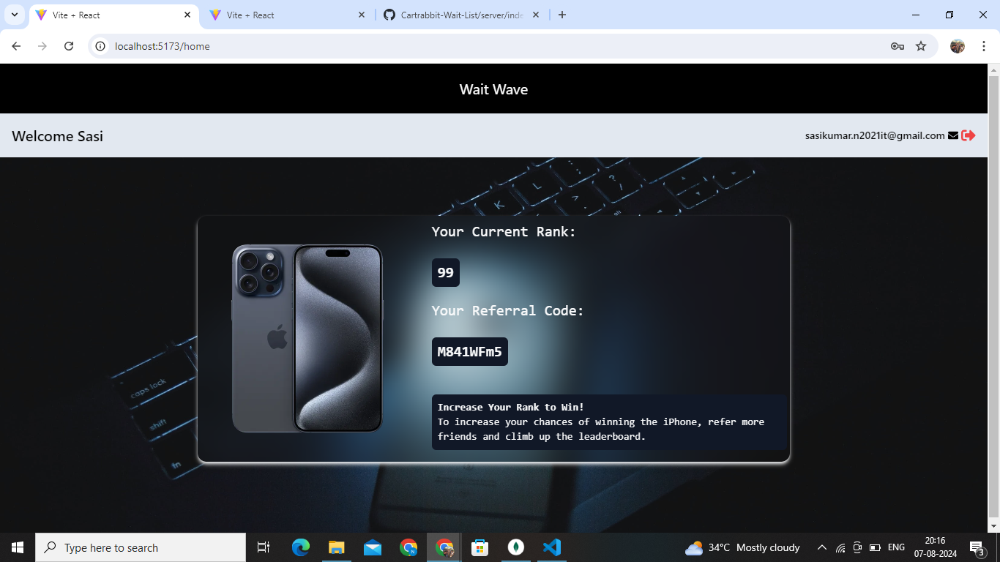 Vite + React
Vite + React
Cartrabbit-Wait-List/server/inde
localhost:5173/home
Wait Wave
Welcome Sasi
sasikumar.n2021it@gmail.com
K
L
?
/
alt
caps lock
shift
fn
Your Current Rank:
99
Your Referral Code:
M841WFm5
Increase Your Rank to Win!
To increase your chances of winning the iPhone, refer more
friends and climb up the leaderboard.
Type here to search
N
34°C Mostly cloudy
ENG
20:16
07-08-2024
3